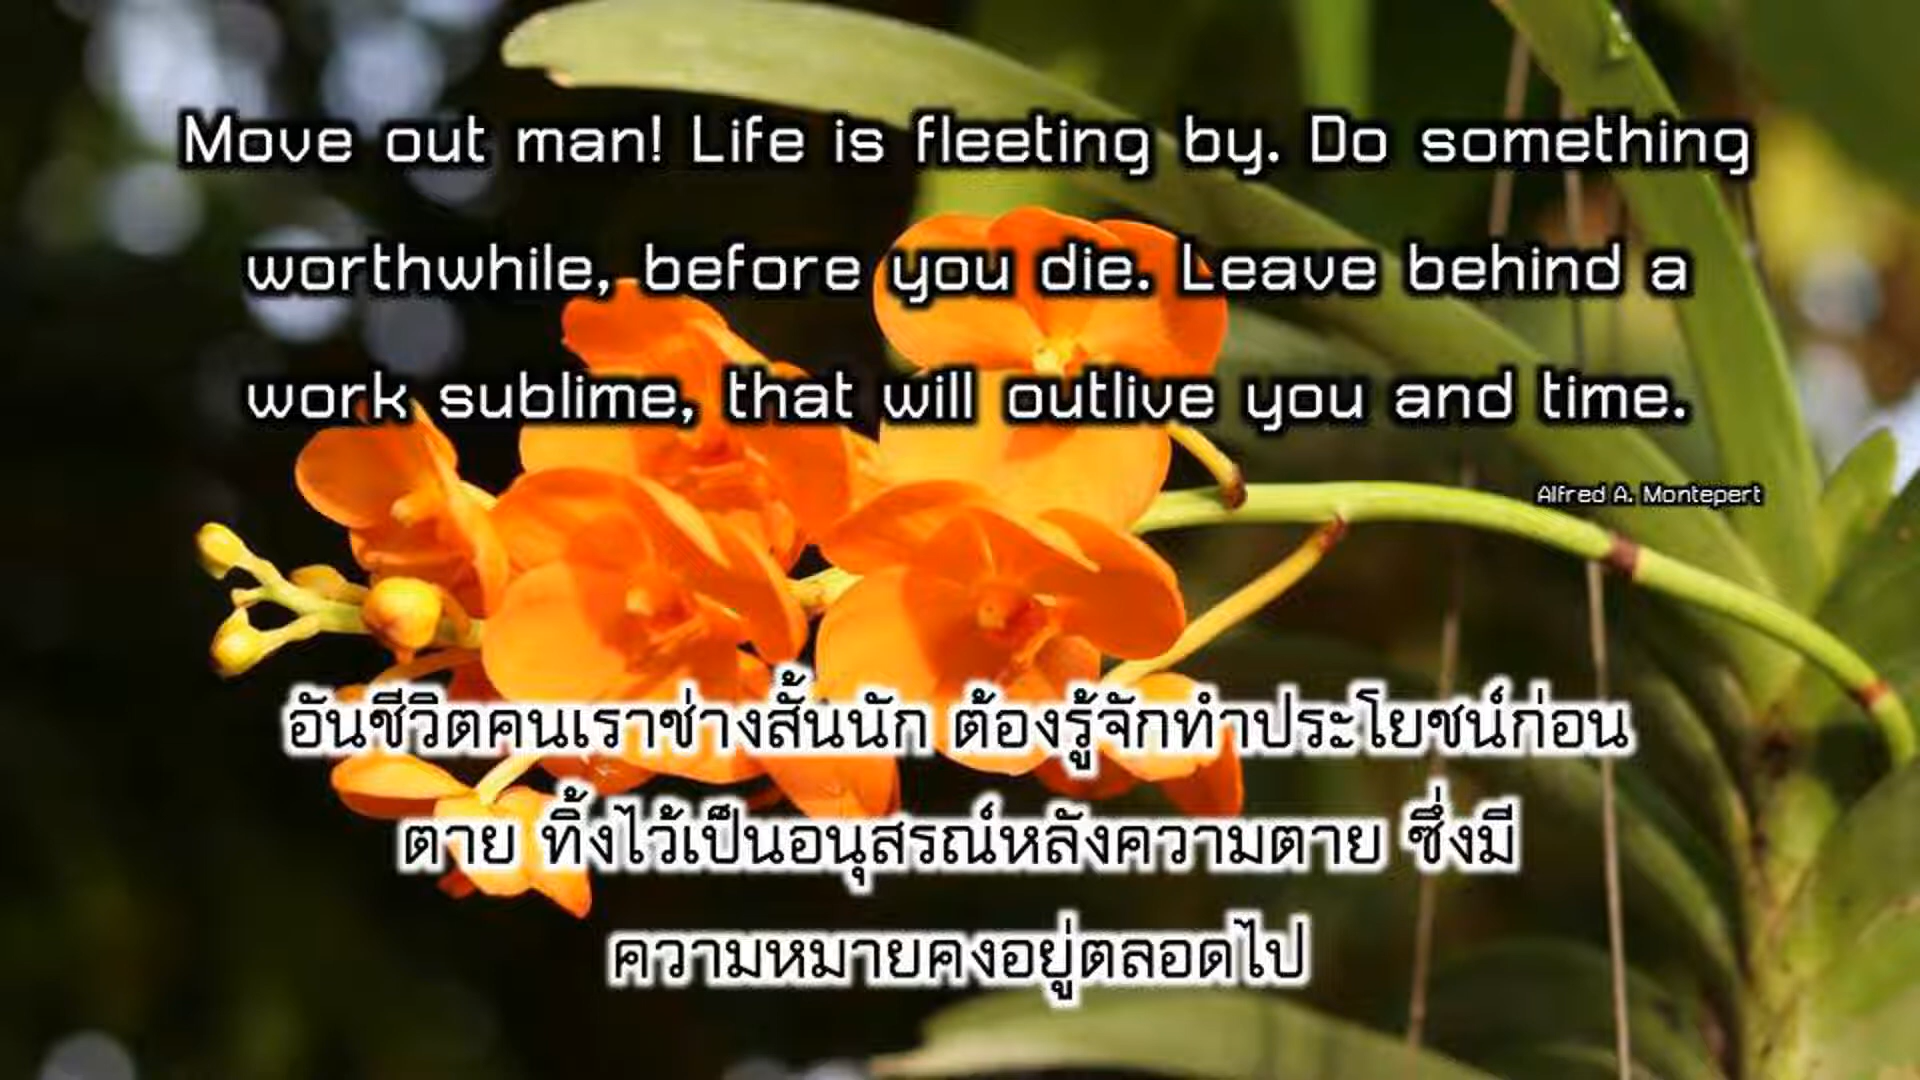 Move out man! Life is fleeting by. Do something
worthwhile, before you die. Leave behind a
work sublime, that will outlive you and time.
Alfred A. Montepert
อันชีวิตคนเราช่างสั้นนัก ต้องรู้จักทำประโยชน์ก่อน
ตาย ทิ้งไว้เป็นอนุสรณ์หลังความตาย ซึ่งมี
ความหมายคงอยู่ตลอดไป